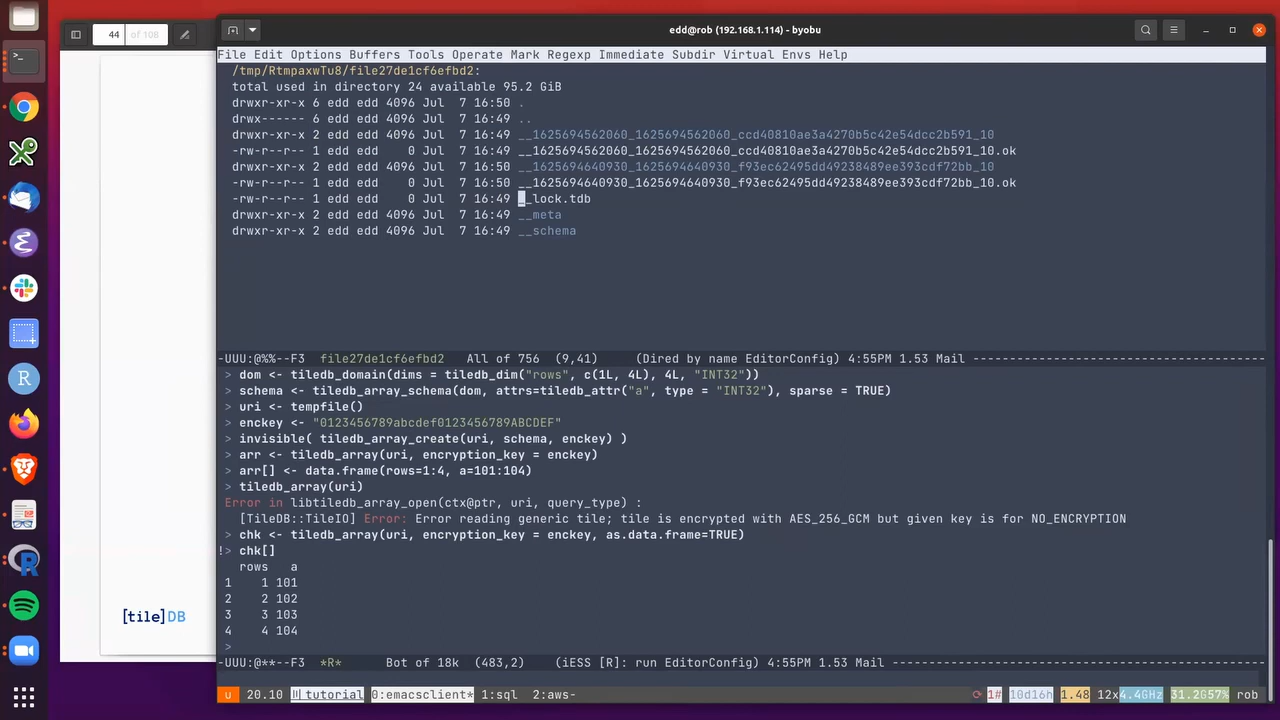 44 of 108
edd@rob (192.168.1.114) - byobu
File Edit Options Buffers Tools Operate Mark Regexp Immediate Subdir Virtual Envs Help
/tmp/RtmpaxwTu8/file27de1cf6efbd2:
total used in directory 24 available 95.2 GiB
drwxr-xr-x 6 edd edd 4096 Jul  7 16:50 .
drwx------ 6 edd edd 4096 Jul  7 16:49 ..
drwxr-xr-x 2 edd edd 4096 Jul  7 16:49 __1625694562060_1625694562060_ccd40810ae3a4270b5c42e54dcc2b591_10
-rw-r--r-- 1 edd edd    0 Jul  7 16:49 __1625694562060_1625694562060_ccd40810ae3a4270b5c42e54dcc2b591_10.ok
drwxr-xr-x 2 edd edd 4096 Jul  7 16:50 __1625694640930_1625694640930_f93ec62495dd49238489ee393cdf72bb_10
-rw-r--r-- 1 edd edd    0 Jul  7 16:50 __1625694640930_1625694640930_f93ec62495dd49238489ee393cdf72bb_10.ok
-rw-r--r-- 1 edd edd    0 Jul  7 16:49 __lock.tdb
drwxr-xr-x 2 edd edd 4096 Jul  7 16:49 __meta
drwxr-xr-x 2 edd edd 4096 Jul  7 16:49 __schema
-UUU:@%%--F3  file27de1cf6efbd2   All of 756  (9,41)     (Dired by name EditorConfig) 4:55PM 1.53 Mail ----------------------------------------
> dom <- tiledb_domain(dims = tiledb_dim("rows", c(1L, 4L), 4L, "INT32"))
> schema <- tiledb_array_schema(dom, attrs=tiledb_attr("a", type = "INT32"), sparse = TRUE)
> uri <- tempfile()
> enckey <- "0123456789abcdef0123456789ABCDEF"
> invisible( tiledb_array_create(uri, schema, enckey) )
> arr <- tiledb_array(uri, encryption_key = enckey)
> arr[] <- data.frame(rows=1:4, a=101:104)
> tiledb_array(uri)
Error in libtiledb_array_open(ctx@ptr, uri, query_type) :
[TileDB::TileIO] Error: Error reading generic tile; tile is encrypted with AES_256_GCM but given key is for NO_ENCRYPTION
> chk <- tiledb_array(uri, encryption_key = enckey, as.data.frame=TRUE)
!> chk[]
rows   a
1    1 101
2    2 102
3    3 103
4    4 104
>
-UUU:@**--F3  *R*      Bot of 18k  (483,2)    (iESS [R]: run EditorConfig) 4:55PM 1.53 Mail ----------------------------------------
[tile]DB
u  20.10 tutorial 0:emacsclient* 1:sql  2:aws- 1# 10d16h 1.48 12x4.4GHz 31.2G57% rob